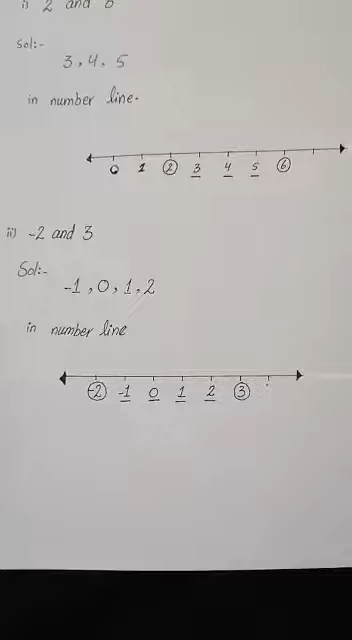 i) 2 and 6
Sol:-
3, 4, 5
in number line.
0 1 2 3 4 5 6
ii) -2 and 3
Sol:-
-1, 0, 1, 2
in number line
-2 -1 0 1 2 3